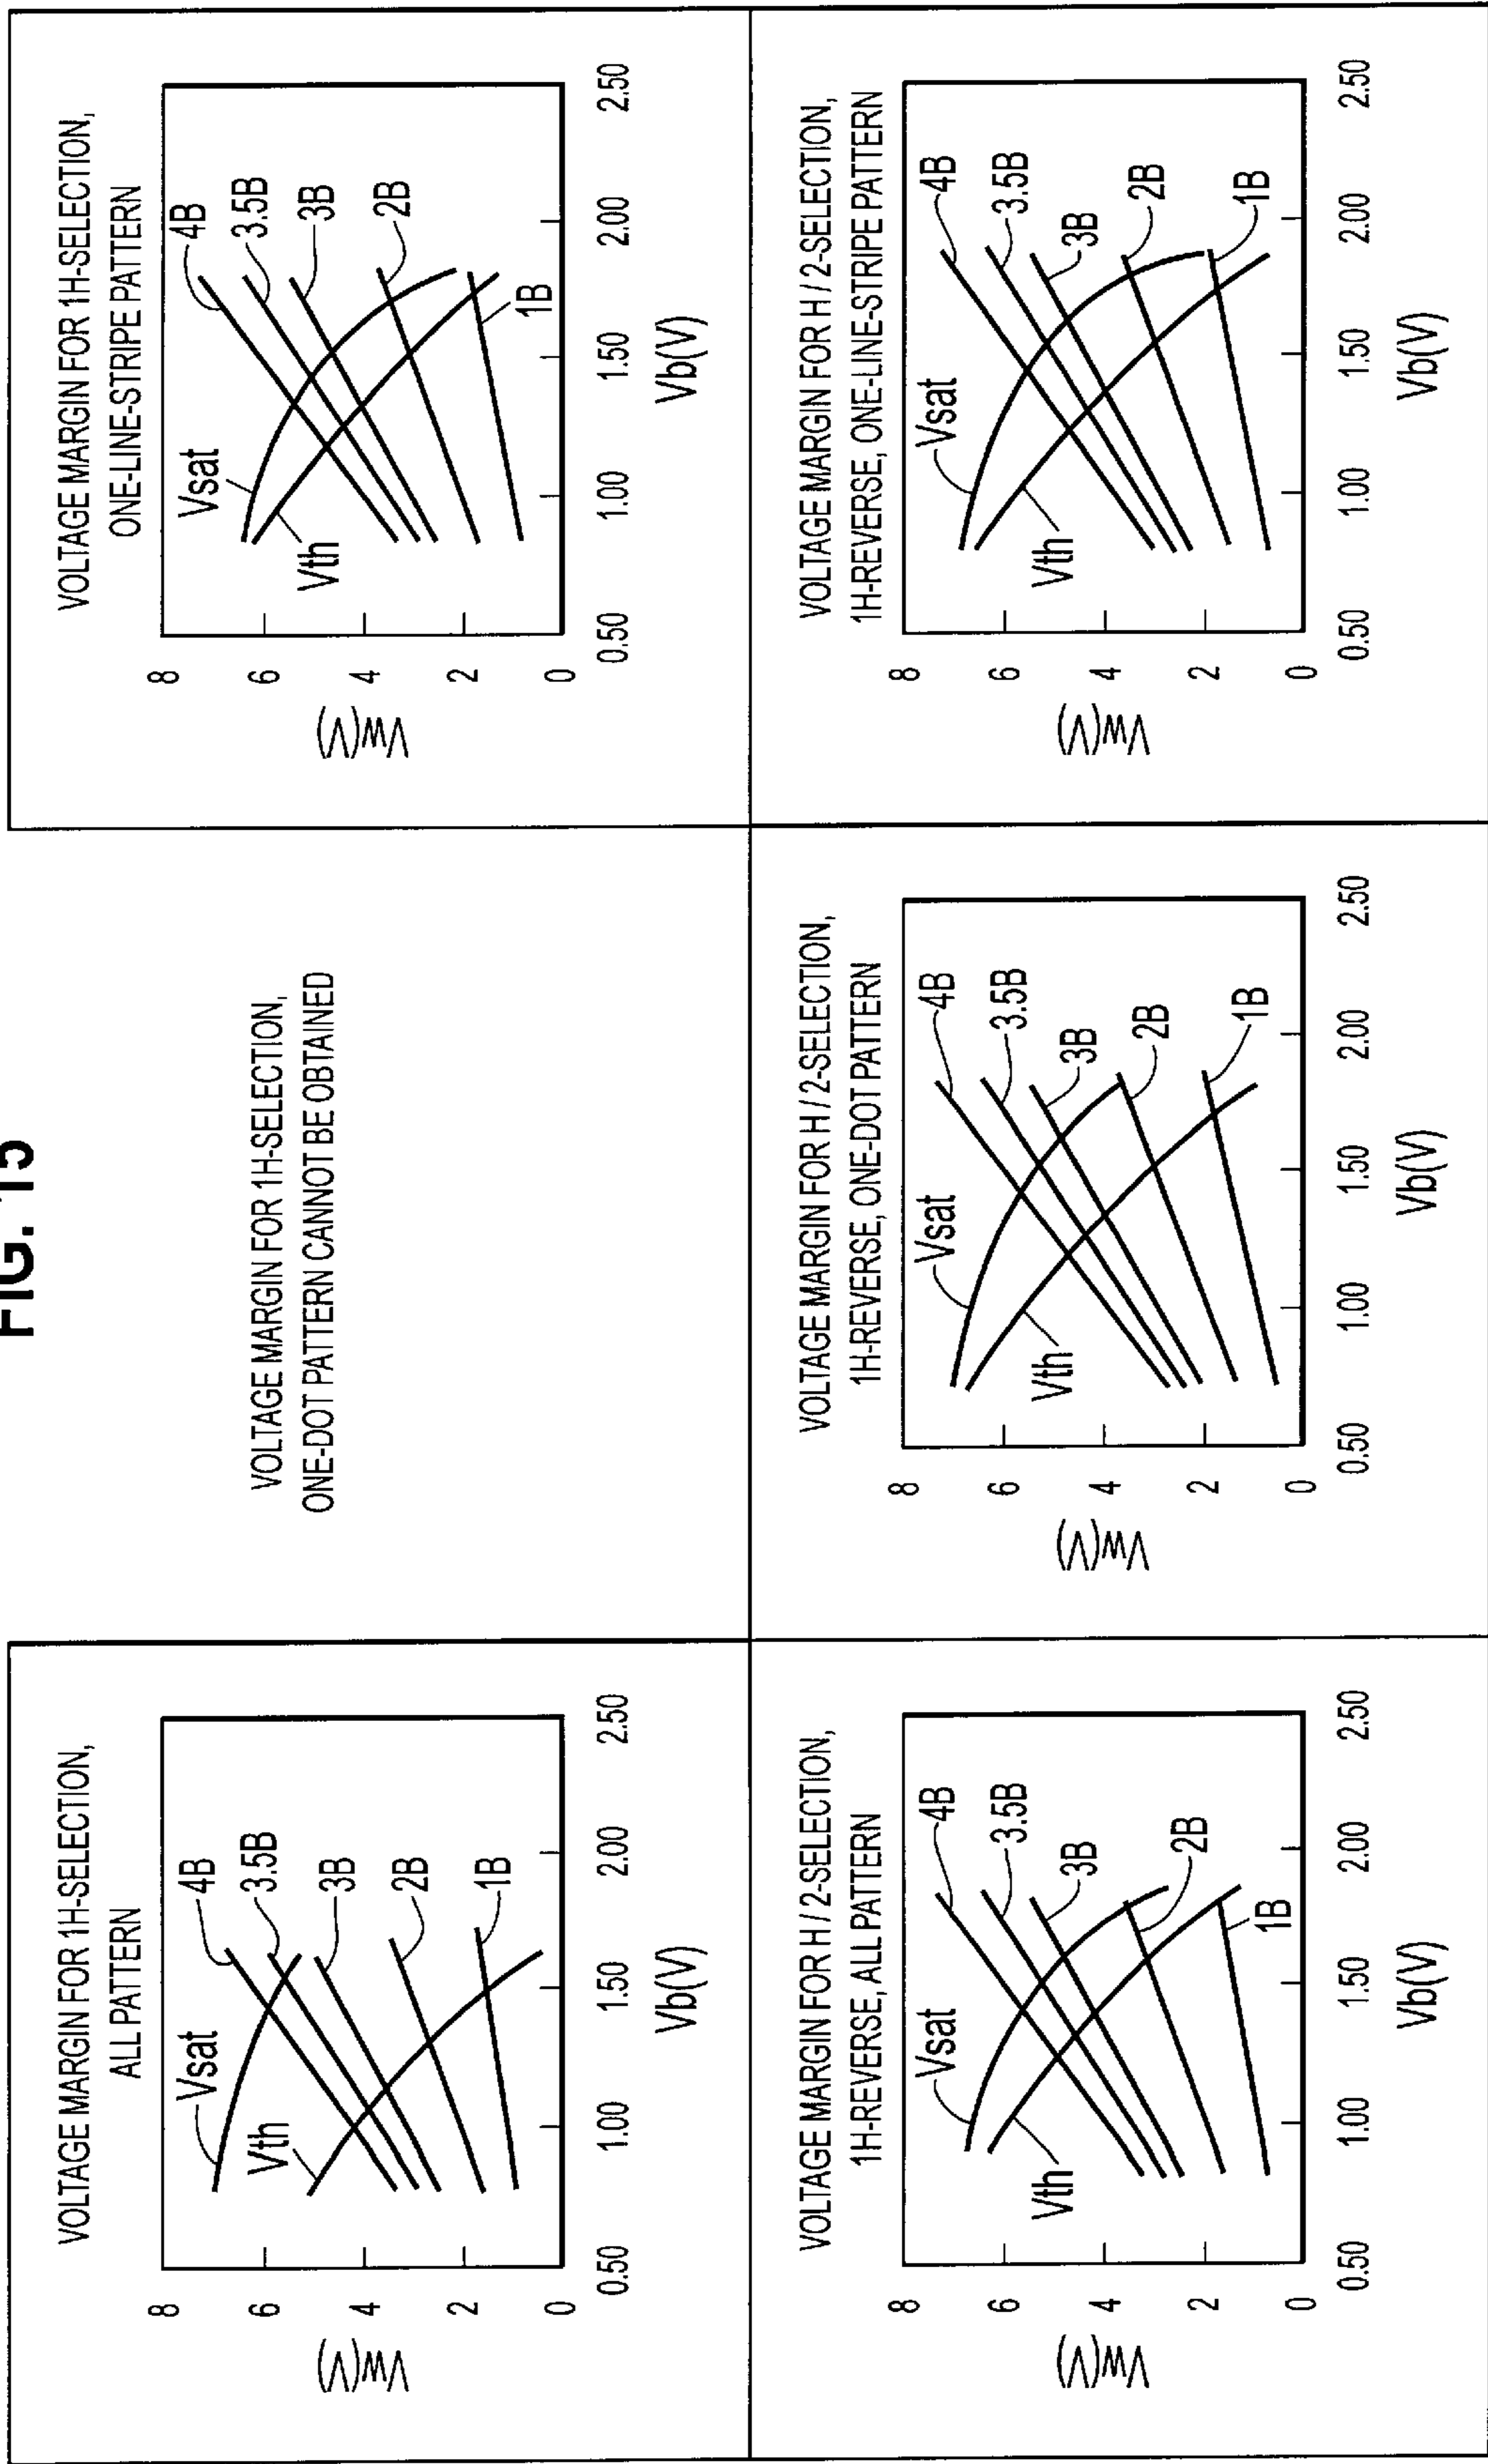 FIG. 15
VOLTAGE MARGIN FOR 1H-SELECTION,
ALL PATTERN
Vw(V)
8
6
4
2
0
Vsat
Vth
4B
3.5B
3B
2B
1B
0.50
1.00
1.50
2.00
2.50
Vb(V)
VOLTAGE MARGIN FOR 1H-SELECTION,
ONE-DOT PATTERN CANNOT BE OBTAINED
VOLTAGE MARGIN FOR 1H-SELECTION,
ONE-LINE-STRIPE PATTERN
Vw(V)
8
6
4
2
0
Vsat
Vth
4B
3.5B
3B
2B
1B
0.50
1.00
1.50
2.00
2.50
Vb(V)
VOLTAGE MARGIN FOR H/2-SELECTION,
1H-REVERSE, ALL PATTERN
Vw(V)
8
6
4
2
0
Vsat
Vth
4B
3.5B
3B
2B
1B
0.50
1.00
1.50
2.00
2.50
Vb(V)
VOLTAGE MARGIN FOR H/2-SELECTION,
1H-REVERSE, ONE-DOT PATTERN
Vw(V)
8
6
4
2
0
Vsat
Vth
4B
3.5B
3B
2B
1B
0.50
1.00
1.50
2.00
2.50
Vb(V)
VOLTAGE MARGIN FOR H/2-SELECTION,
1H-REVERSE, ONE-LINE-STRIPE PATTERN
Vw(V)
8
6
4
2
0
Vsat
Vth
4B
3.5B
3B
2B
1B
0.50
1.00
1.50
2.00
2.50
Vb(V)